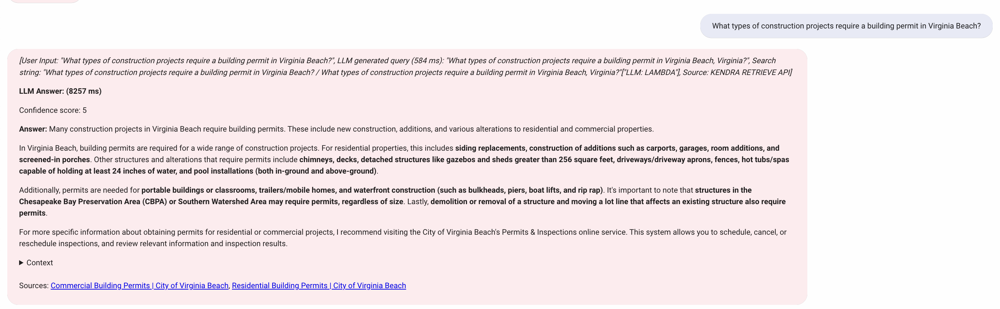 What types of construction projects require a building permit in Virginia Beach?
[User Input: "What types of construction projects require a building permit in Virginia Beach?", LLM generated query (584 ms): "What types of construction projects require a building permit in Virginia Beach, Virginia?", Search
string: "What types of construction projects require a building permit in Virginia Beach? / What types of construction projects require a building permit in Virginia Beach, Virginia?"["LLM: LAMBDA"], Source: KENDRA RETRIEVE API]
LLM Answer: (8257 ms)
Confidence score: 5
Answer: Many construction projects in Virginia Beach require building permits. These include new construction, additions, and various alterations to residential and commercial properties.
In Virginia Beach, building permits are required for a wide range of construction projects. For residential properties, this includes siding replacements, construction of additions such as carports, garages, room additions, and
screened-in porches. Other structures and alterations that require permits include chimneys, decks, detached structures like gazebos and sheds greater than 256 square feet, driveways/driveway aprons, fences, hot tubs/spas
capable of holding at least 24 inches of water, and pool installations (both in-ground and above-ground).
Additionally, permits are needed for portable buildings or classrooms, trailers/mobile homes, and waterfront construction (such as bulkheads, piers, boat lifts, and rip rap). It's important to note that structures in the
Chesapeake Bay Preservation Area (CBPA) or Southern Watershed Area may require permits, regardless of size. Lastly, demolition or removal of a structure and moving a lot line that affects an existing structure also require
permits.
For more specific information about obtaining permits for residential or commercial projects, I recommend visiting the City of Virginia Beach's Permits & Inspections online service. This system allows you to schedule, cancel, or
reschedule inspections, and review relevant information and inspection results.
▶ Context
Sources: Commercial Building Permits | City of Virginia Beach, Residential Building Permits | City of Virginia Beach